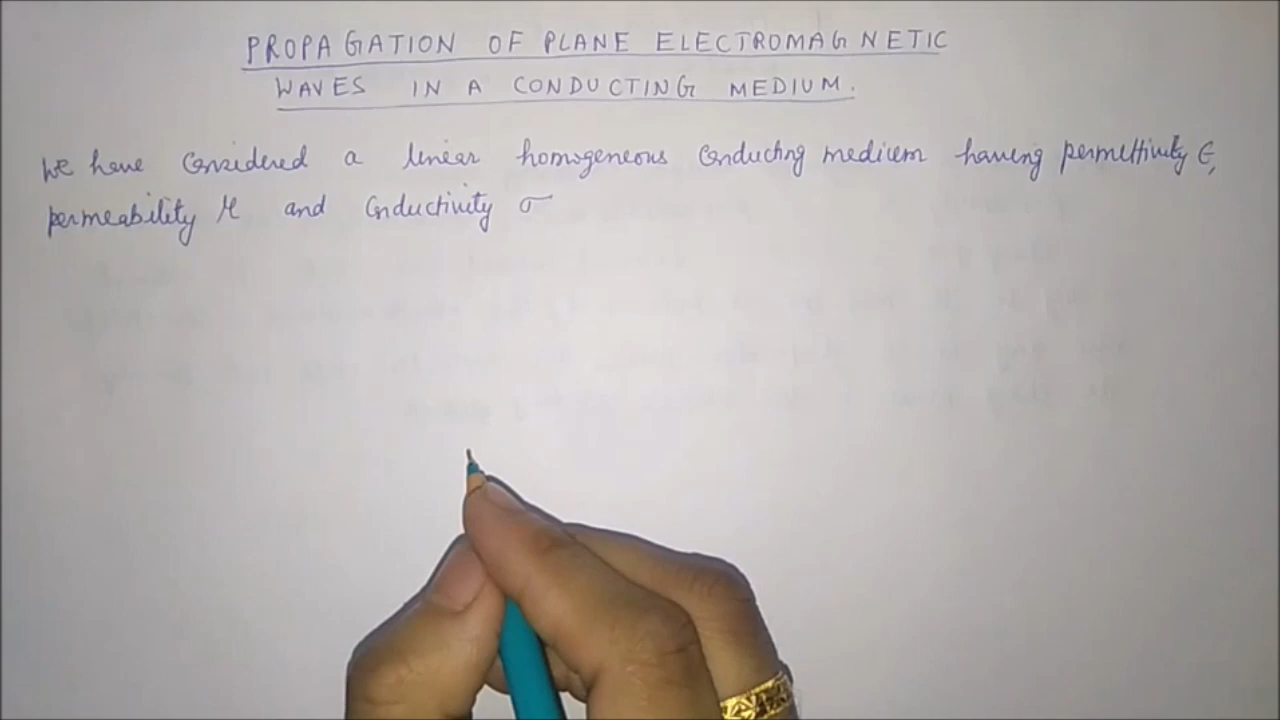 PROPAGATION OF PLANE ELECTROMAGNETIC
WAVES IN A CONDUCTING MEDIUM.
We have considered a linear homogeneous conducting medium having permittivity ϵ,
permeability μ and conductivity σ